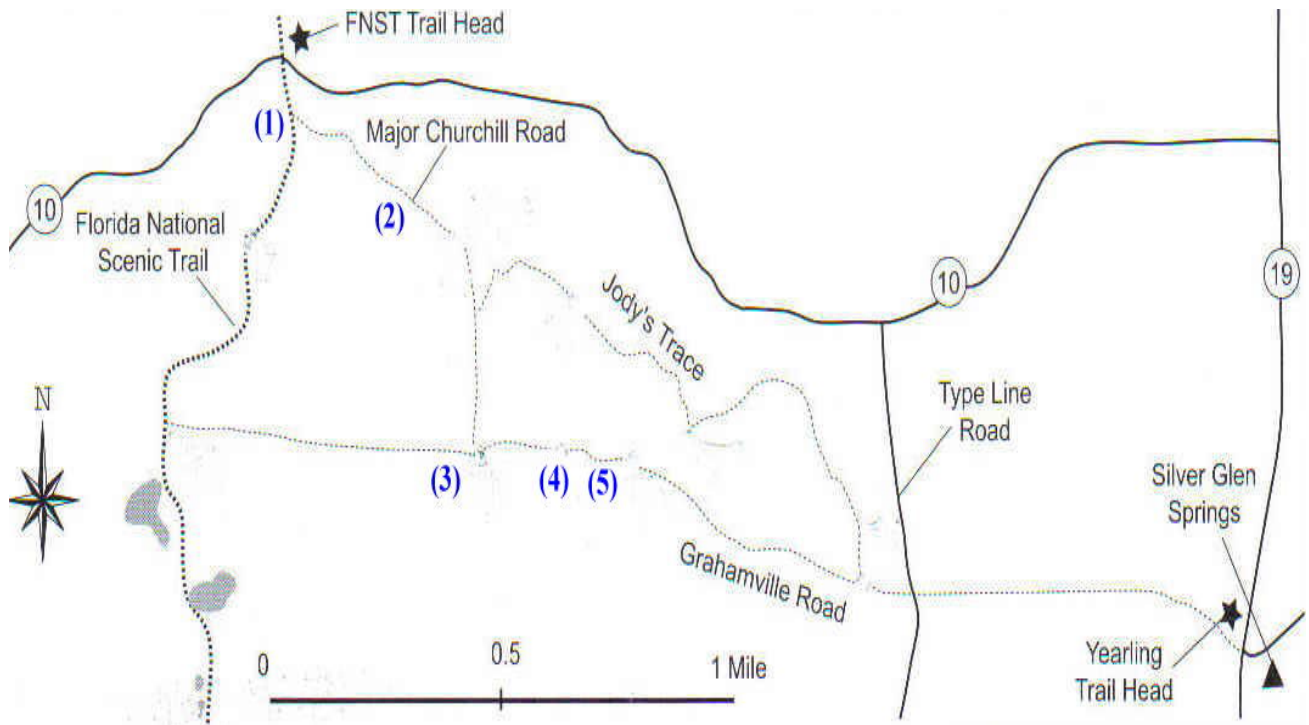 FNST Trail Head
(1)
Major Churchill Road
10
(2)
Florida National
Scenic Trail
10
19
Jody's Trace
N
Type Line
Road
(3)
(4)
(5)
Silver Glen
Springs
Grahamville Road
0
0.5
1 Mile
Yearling
Trail Head